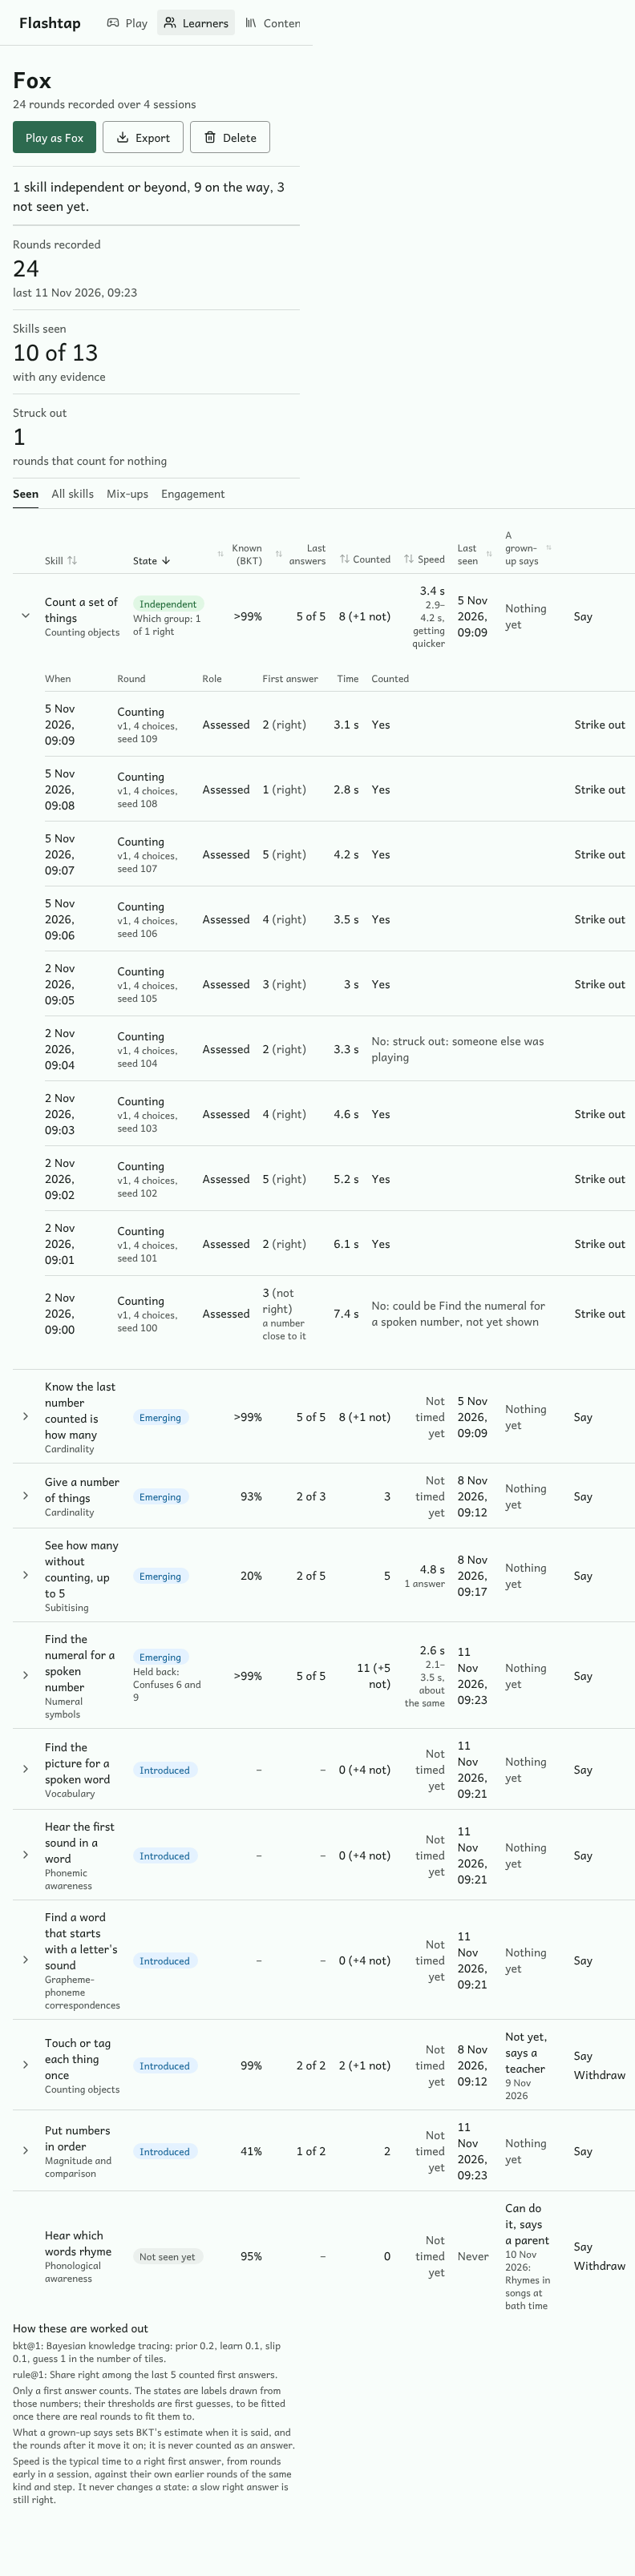 Flashtap
Play
Learners
Conten
Fox
24 rounds recorded over 4 sessions
Play as Fox
Export
Delete
1 skill independent or beyond, 9 on the way, 3
not seen yet.
Rounds recorded
24
last 11 Nov 2026, 09:23
Skills seen
10 of 13
with any evidence
Struck out
1
rounds that count for nothing
Seen All skills Mix-ups Engagement
Skill State Known (BKT) Last answers Counted Speed Last seen A grown-up says
Count a set of things
Counting objects
Independent
Which group: 1 of 1 right
>99% 5 of 5 8 (+1 not)
3.4 s
2.9–4.2 s, getting quicker
5 Nov 2026, 09:09
Nothing yet
Say
When Round Role First answer Time Counted
5 Nov 2026, 09:09 Counting v1, 4 choices, seed 109 Assessed 2 (right) 3.1 s Yes Strike out
5 Nov 2026, 09:08 Counting v1, 4 choices, seed 108 Assessed 1 (right) 2.8 s Yes Strike out
5 Nov 2026, 09:07 Counting v1, 4 choices, seed 107 Assessed 5 (right) 4.2 s Yes Strike out
5 Nov 2026, 09:06 Counting v1, 4 choices, seed 106 Assessed 4 (right) 3.5 s Yes Strike out
2 Nov 2026, 09:05 Counting v1, 4 choices, seed 105 Assessed 3 (right) 3 s Yes Strike out
2 Nov 2026, 09:04 Counting v1, 4 choices, seed 104 Assessed 2 (right) 3.3 s No: struck out: someone else was playing
2 Nov 2026, 09:03 Counting v1, 4 choices, seed 103 Assessed 4 (right) 4.6 s Yes Strike out
2 Nov 2026, 09:02 Counting v1, 4 choices, seed 102 Assessed 5 (right) 5.2 s Yes Strike out
2 Nov 2026, 09:01 Counting v1, 4 choices, seed 101 Assessed 2 (right) 6.1 s Yes Strike out
2 Nov 2026, 09:00 Counting v1, 4 choices, seed 100 Assessed 3 (not right) a number close to it 7.4 s No: could be Find the numeral for a spoken number, not yet shown Strike out
Know the last number counted is how many Cardinality Emerging >99% 5 of 5 8 (+1 not) Not timed yet 5 Nov 2026, 09:09 Nothing yet Say
Give a number of things Cardinality Emerging 93% 2 of 3 3 Not timed yet 8 Nov 2026, 09:12 Nothing yet Say
See how many without counting, up to 5 Subitising Emerging 20% 2 of 5 5 4.8 s 1 answer 8 Nov 2026, 09:17 Nothing yet Say
Find the numeral for a spoken number Numeral symbols Emerging Held back: Confuses 6 and 9 >99% 5 of 5 11 (+5 not) 2.6 s 2.1–3.5 s, about the same 11 Nov 2026, 09:23 Nothing yet Say
Find the picture for a spoken word Vocabulary Introduced – – 0 (+4 not) Not timed yet 11 Nov 2026, 09:21 Nothing yet Say
Hear the first sound in a word Phonemic awareness Introduced – – 0 (+4 not) Not timed yet 11 Nov 2026, 09:21 Nothing yet Say
Find a word that starts with a letter's sound Grapheme-phoneme correspondences Introduced – – 0 (+4 not) Not timed yet 11 Nov 2026, 09:21 Nothing yet Say
Touch or tag each thing once Counting objects Introduced 99% 2 of 2 2 (+1 not) Not timed yet 8 Nov 2026, 09:12 Not yet, says a teacher 9 Nov 2026 Say Withdraw
Put numbers in order Magnitude and comparison Introduced 41% 1 of 2 2 Not timed yet 11 Nov 2026, 09:23 Nothing yet Say
Hear which words rhyme Phonological awareness Not seen yet 95% – 0 Not timed yet Never Can do it, says a parent 10 Nov 2026: Rhymes in songs at bath time Say Withdraw
How these are worked out
bkt@1: Bayesian knowledge tracing: prior 0.2, learn 0.1, slip
0.1, guess 1 in the number of tiles.
rule@1: Share right among the last 5 counted first answers.
Only a first answer counts. The states are labels drawn from
those numbers; their thresholds are first guesses, to be fitted
once there are real rounds to fit them to.
What a grown-up says sets BKT's estimate when it is said, and
the rounds after it move it on; it is never counted as an answer.
Speed is the typical time to a right first answer, from rounds
early in a session, against their own earlier rounds of the same
kind and step. It never changes a state: a slow right answer is
still right.